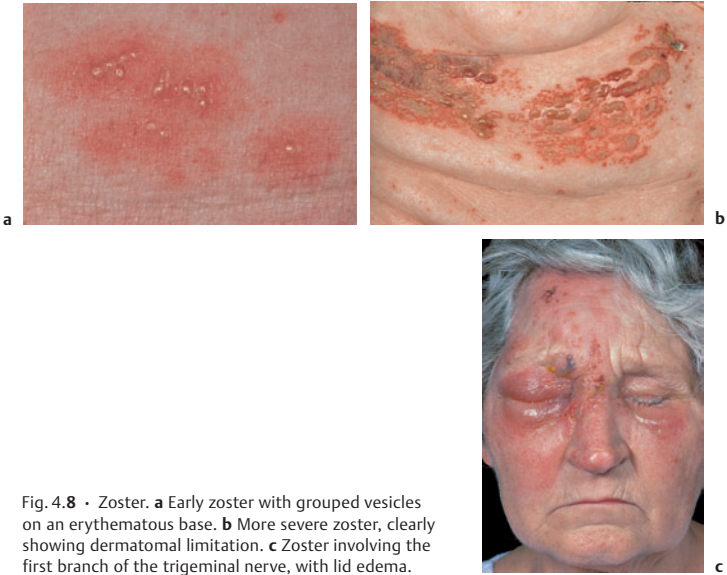 a
b
Fig. 4.8 · Zoster. a Early zoster with grouped vesicles
on an erythematous base. b More severe zoster, clearly
showing dermatomal limitation. c Zoster involving the
first branch of the trigeminal nerve, with lid edema.
c